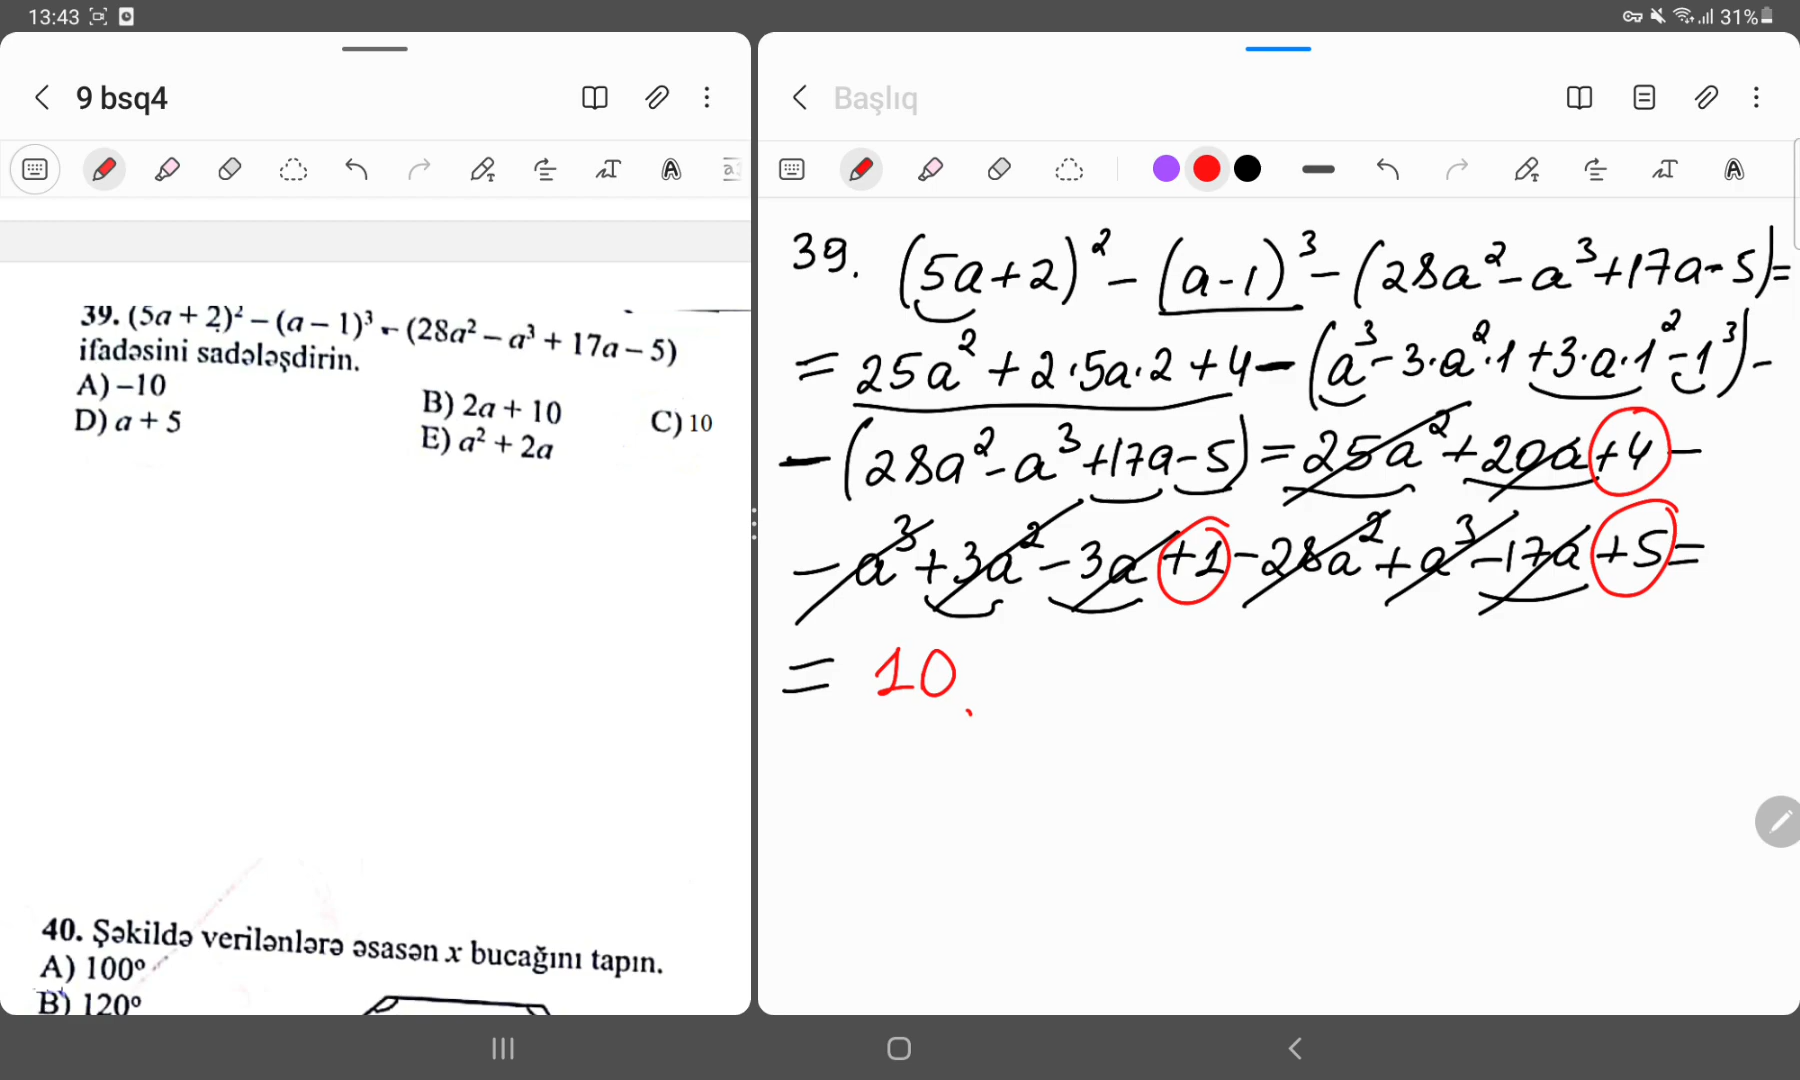 13:43
31%
9 bsq4
39. (5a + 2)² – (a – 1)³ - (28a² – a³ + 17a – 5)
ifadəsini sadələşdirin.
A) –10
B) 2a + 10
C) 10
D) a + 5
E) a² + 2a
40. Şəkildə verilənlərə əsasən x bucağını tapın.
A) 100º
B) 120º
Başlıq
39. (5a+2)² - (a-1)³ - (28a² - a³ + 17a - 5) =
= 25a² + 2·5a·2 + 4 - (a³ - 3·a²·1 + 3·a·1² - 1³) -
- (28a² - a³ + 17a - 5) = 25a² + 20a + 4 -
- a³ + 3a² - 3a + 1 - 28a² + a³ - 17a + 5 =
= 10.